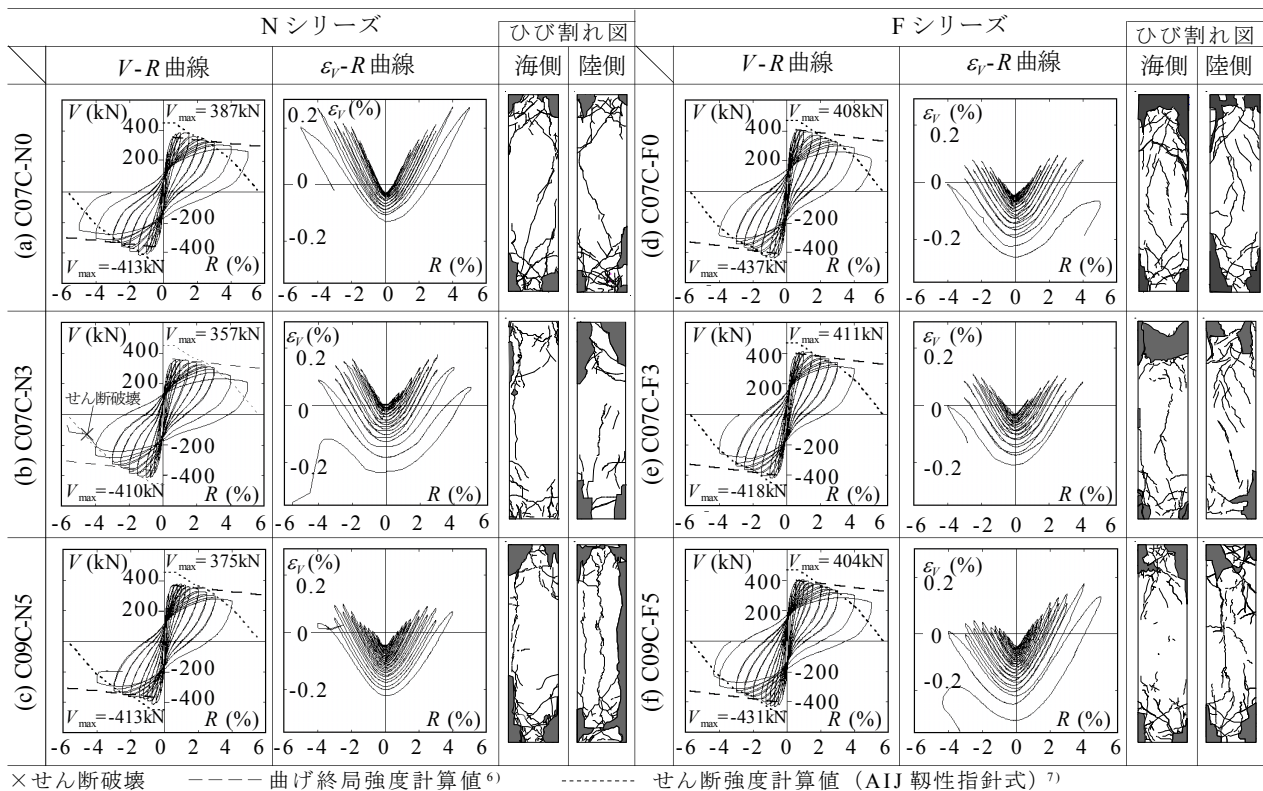 N シリーズ
ひび割れ図
F シリーズ
ひび割れ図
V-R 曲線
εV-R 曲線
海側
陸側
V-R 曲線
εV-R 曲線
海側
陸側
(a) C07C-N0
V (kN)
Vmax= 387kN
400
200
-200
-400
Vmax= -413kN
R (%)
-6 -4 -2 0 2 4 6
εV (%)
0.2
0
-0.2
R (%)
-6 -4 -2 0 2 4 6
(d) C07C-F0
V (kN)
Vmax= 408kN
400
200
-200
-400
Vmax= -437kN
R (%)
-6 -4 -2 0 2 4 6
εV (%)
0.2
0
-0.2
R (%)
-6 -4 -2 0 2 4 6
(b) C07C-N3
V (kN)
Vmax= 357kN
400
200
せん断破壊
-200
-400
Vmax= -410kN
R (%)
-6 -4 -2 0 2 4 6
εV (%)
0.2
0
-0.2
R (%)
-6 -4 -2 0 2 4 6
(e) C07C-F3
V (kN)
Vmax= 411kN
400
200
-200
-400
Vmax= -418kN
R (%)
-6 -4 -2 0 2 4 6
εV (%)
0.2
0
-0.2
R (%)
-6 -4 -2 0 2 4 6
(c) C09C-N5
V (kN)
Vmax= 375kN
400
200
-200
-400
Vmax= -413kN
R (%)
-6 -4 -2 0 2 4 6
εV (%)
0.2
0
-0.2
R (%)
-6 -4 -2 0 2 4 6
(f) C09C-F5
V (kN)
Vmax= 404kN
400
200
-200
-400
Vmax= -431kN
R (%)
-6 -4 -2 0 2 4 6
εV (%)
0.2
0
-0.2
R (%)
-6 -4 -2 0 2 4 6
×せん断破壊 ---- 曲げ終局強度計算値6) --------- せん断強度計算値（AIJ 靱性指針式）7)